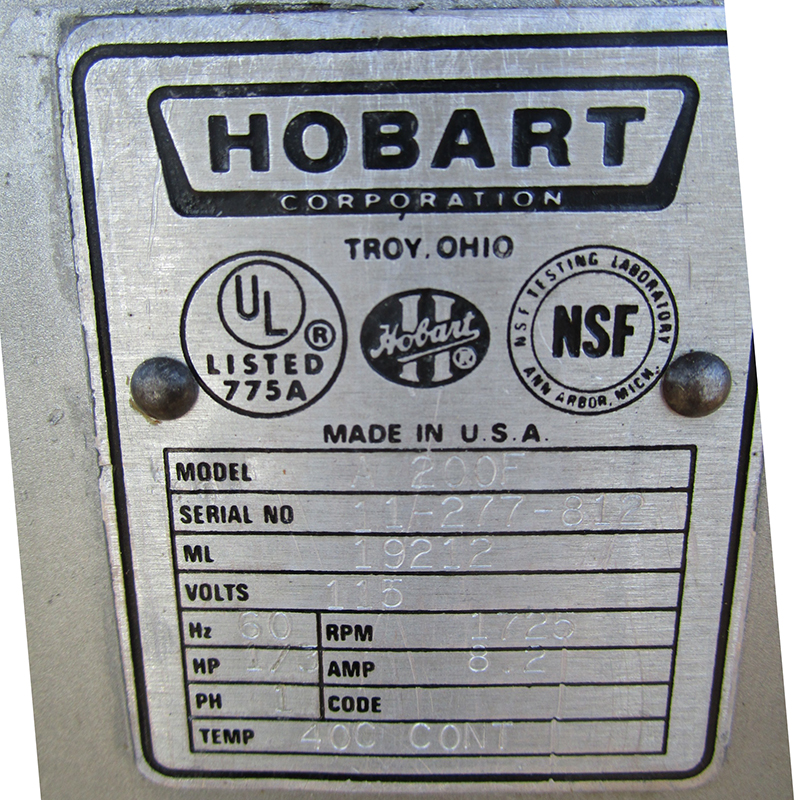 HOBART
CORPORATION
TROY, OHIO
UL ®
LISTED
775A
Hobart ®
NSF TESTING LABORATORY
NSF
ANN ARBOR, MICH.
MADE IN U.S.A.
MODEL A 200F
SERIAL NO 11-277-812
ML 19212
VOLTS 115
Hz 60 RPM 1725
HP 1/3 AMP 8.2
PH 1 CODE
TEMP 40C CONT